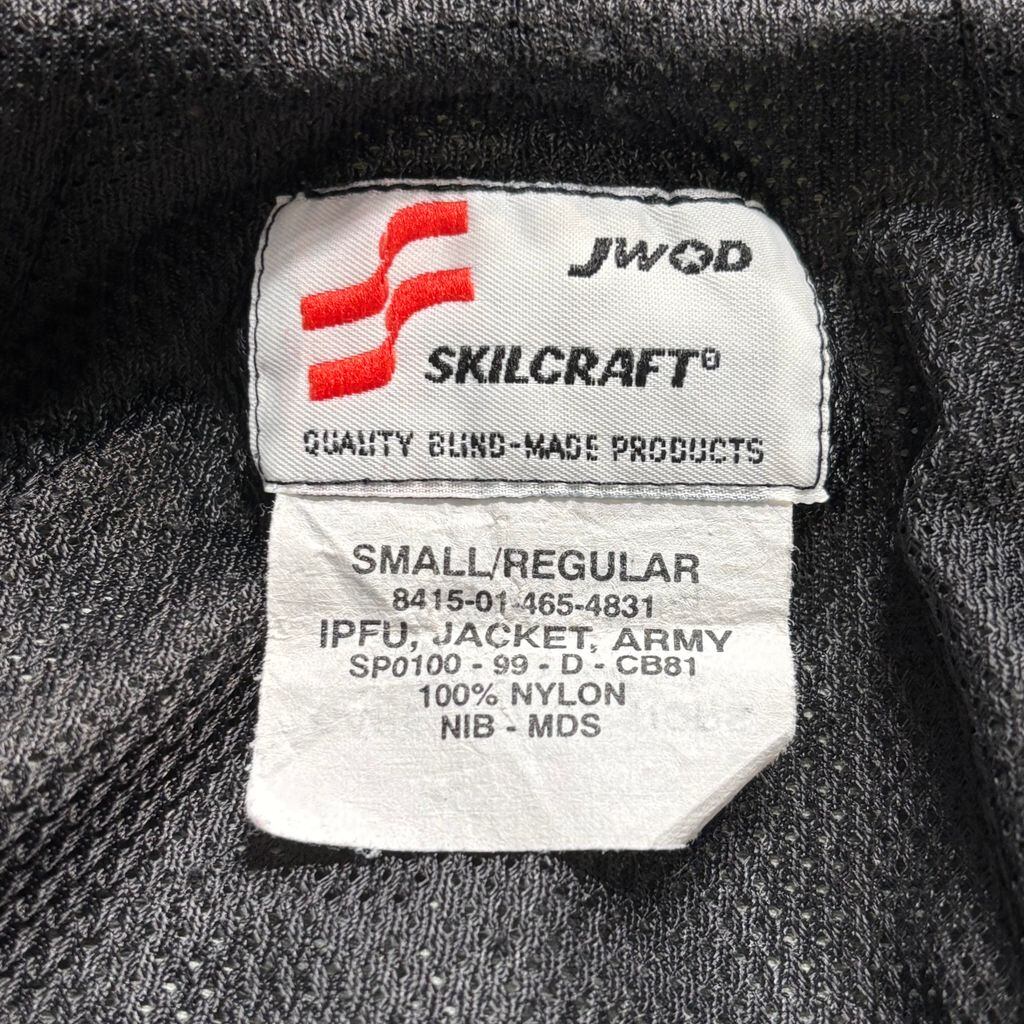 JWOD
SKILCRAFT®
QUALITY BLIND-MADE PRODUCTS
SMALL/REGULAR
8415-01-465-4831
IPFU, JACKET, ARMY
SP0100 - 99 - D - CB81
100% NYLON
NIB - MDS